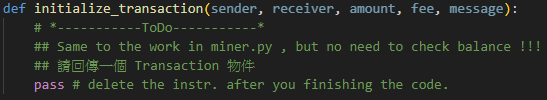 def initialize_transaction(sender, receiver, amount, fee, message):
# *-----------ToDo-----------*
## Same to the work in miner.py , but no need to check balance !!!
## 請回傳一個 Transaction 物件
pass # delete the instr. after you finishing the code.